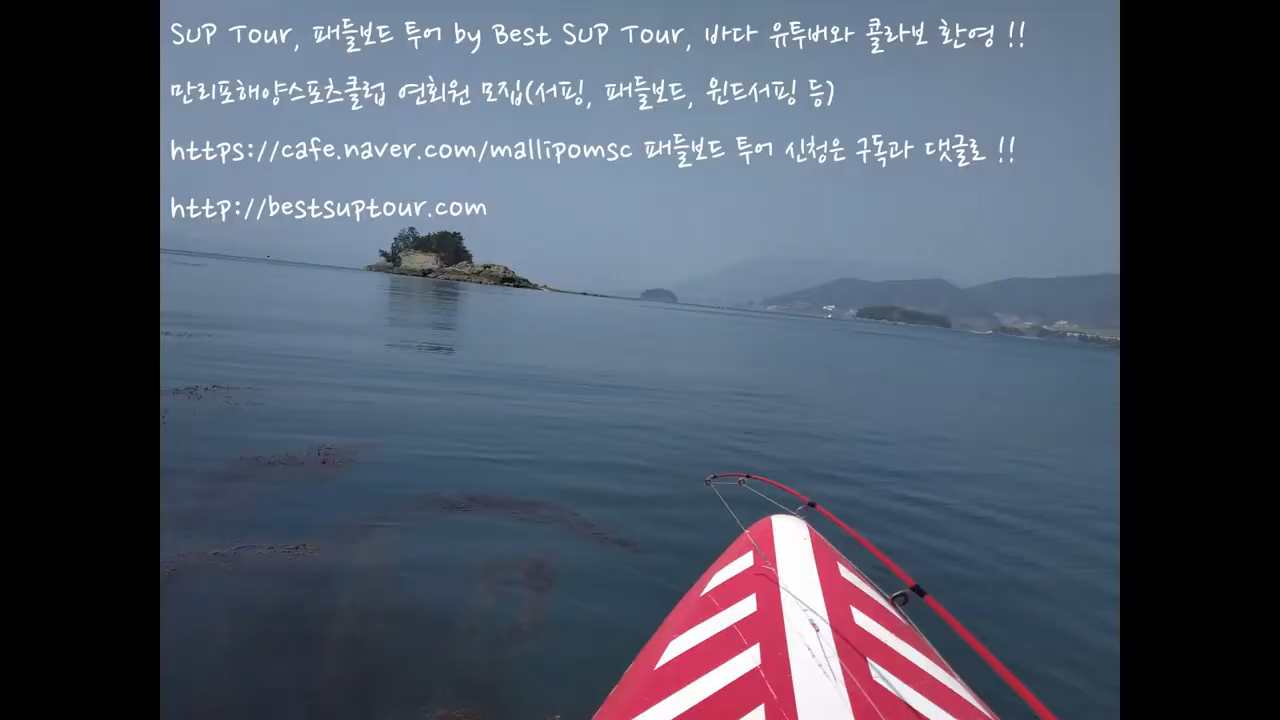 SUP Tour, 패들보드 투어 by Best SUP Tour, 바다 유투버와 콜라보 환영 !!
만리포해양스포츠클럽 연회원 모집(서핑, 패들보드, 윈드서핑 등)
https://cafe.naver.com/mallipomsc 패들보드 투어 신청은 구독과 댓글로 !!
http://bestsuptour.com